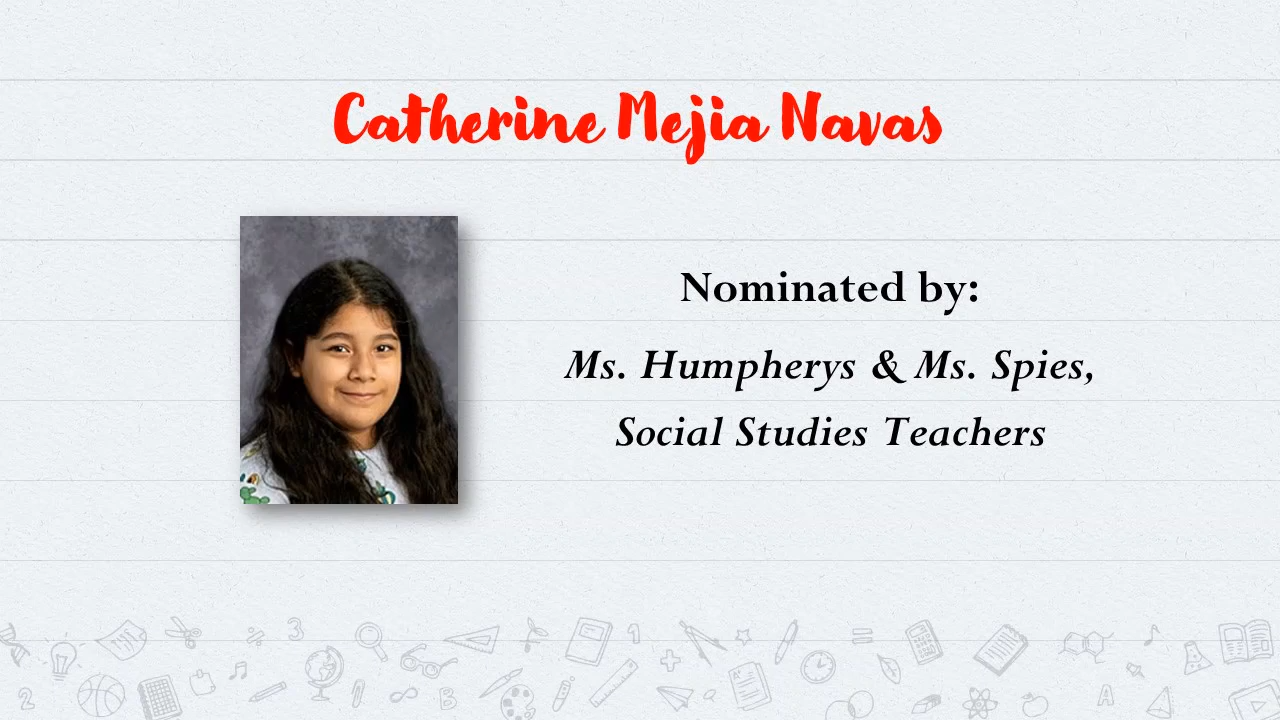 Catherine Mejia Navas
Nominated by:
Ms. Humpherys & Ms. Spies,
Social Studies Teachers